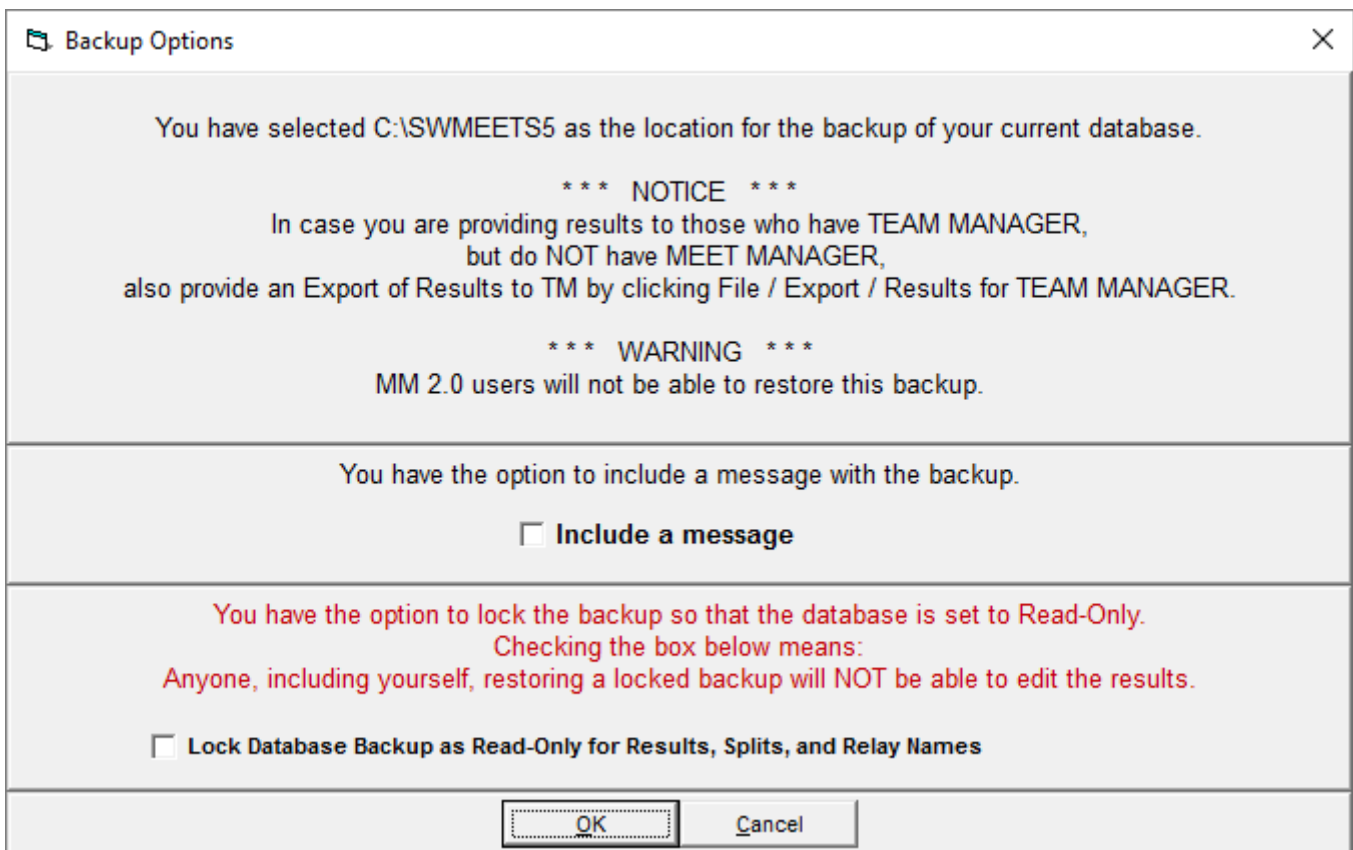 Backup Options
You have selected C:\SWMEETS5 as the location for the backup of your current database.
* * *   NOTICE   * * *
In case you are providing results to those who have TEAM MANAGER,
but do NOT have MEET MANAGER,
also provide an Export of Results to TM by clicking File / Export / Results for TEAM MANAGER.
* * *   WARNING   * * *
MM 2.0 users will not be able to restore this backup.
You have the option to include a message with the backup.
Include a message
You have the option to lock the backup so that the database is set to Read-Only.
Checking the box below means:
Anyone, including yourself, restoring a locked backup will NOT be able to edit the results.
Lock Database Backup as Read-Only for Results, Splits, and Relay Names
OK Cancel